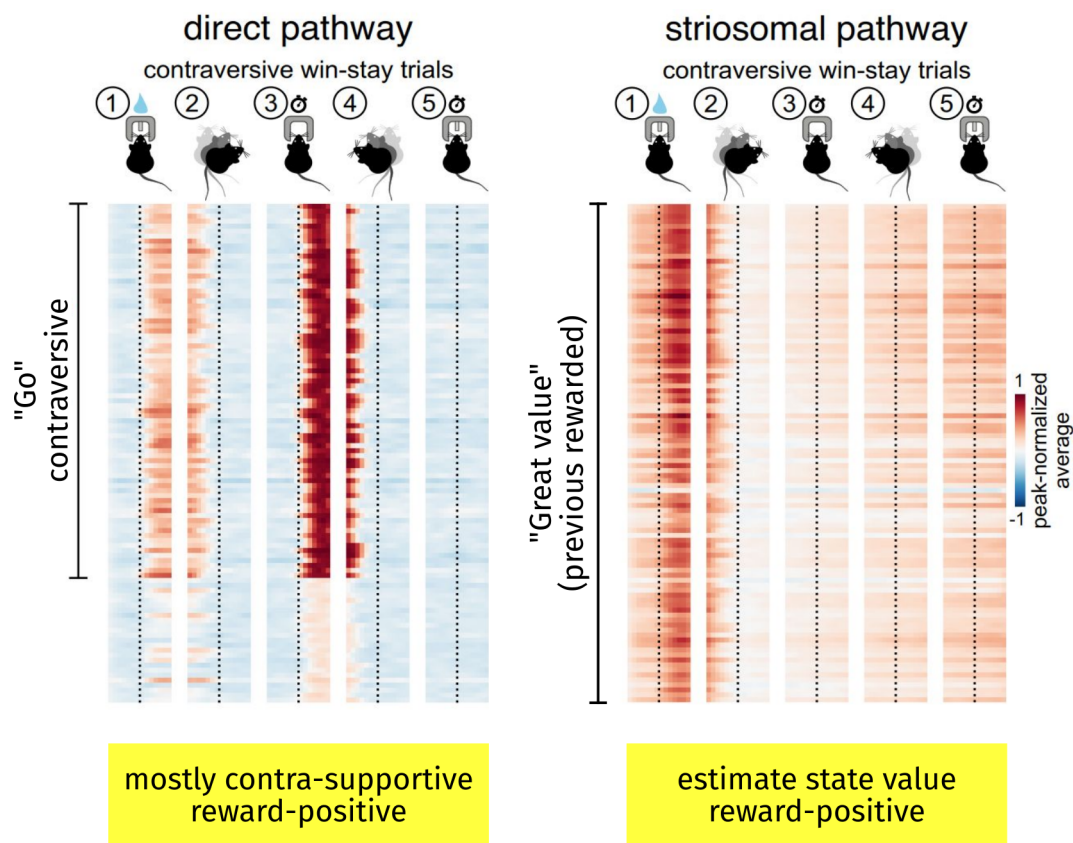 direct pathway
contraversive win-stay trials
1 2 3 4 5
"Go"
contraversive
mostly contra-supportive
reward-positive
striosomal pathway
contraversive win-stay trials
1 2 3 4 5
"Great value"
(previous rewarded)
1
-1
peak-normalized
average
estimate state value
reward-positive